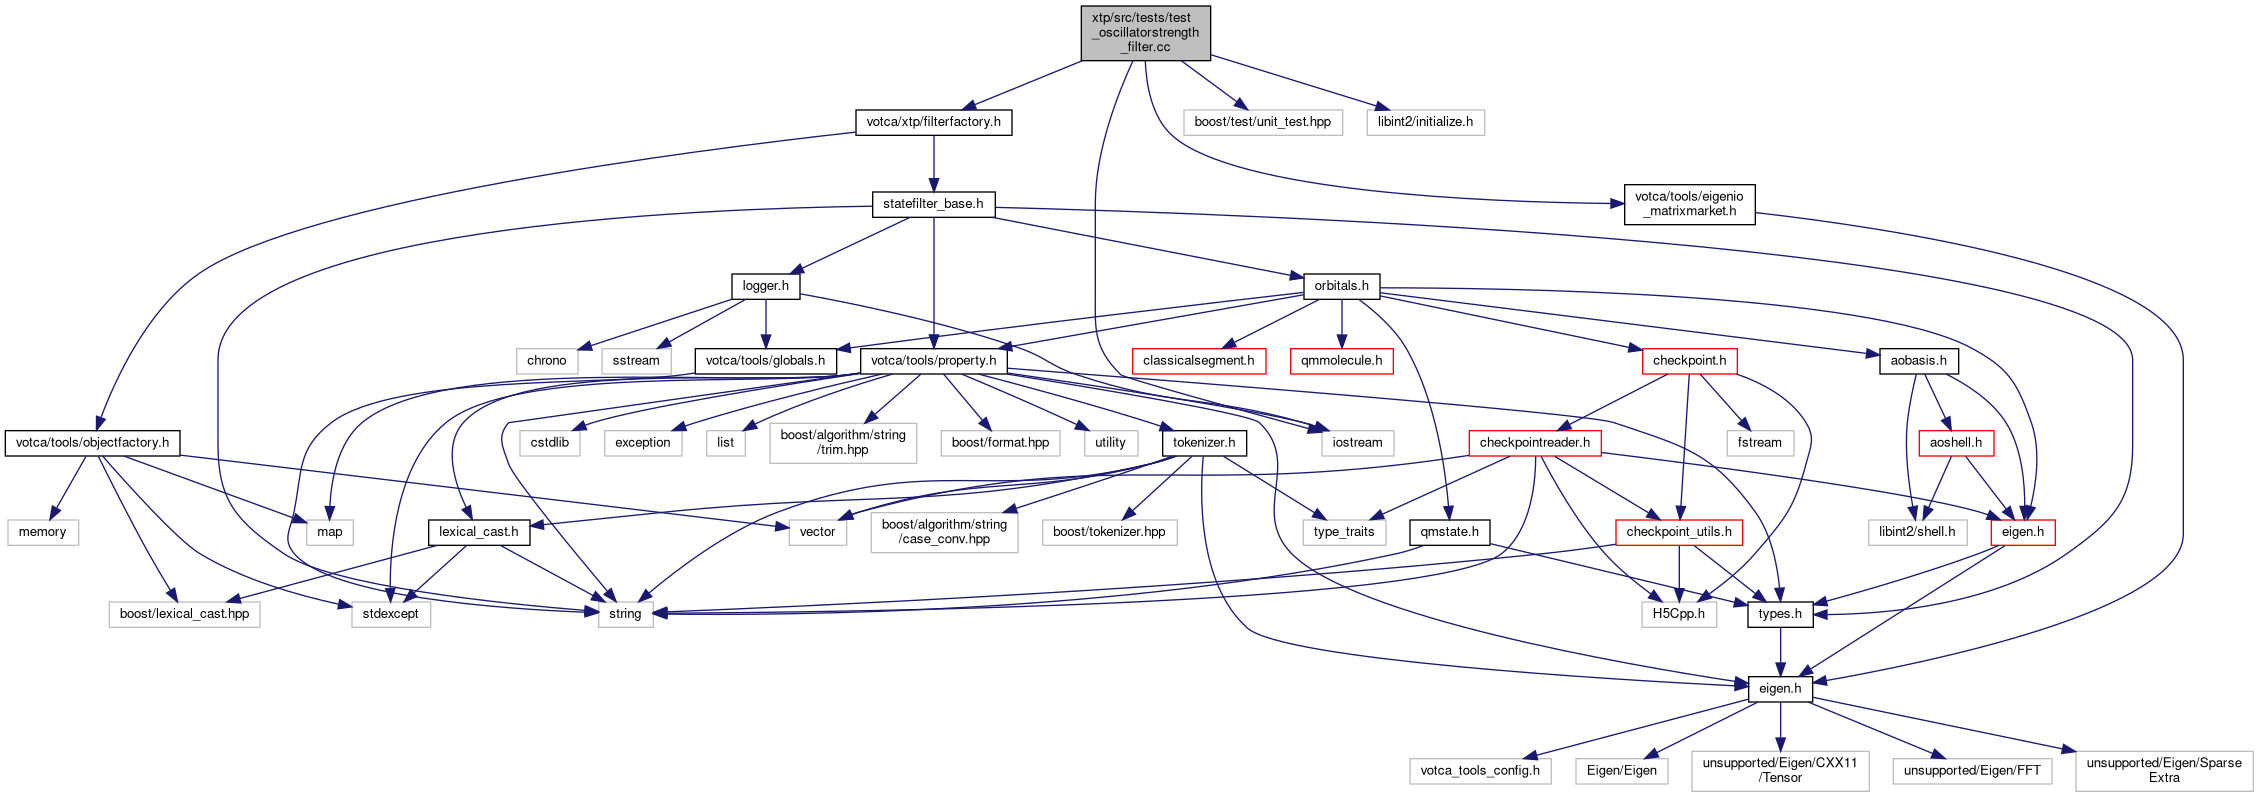 xtp/src/tests/test
_oscillatorstrength
_filter.cc
votca/xtp/filterfactory.h
boost/test/unit_test.hpp
libint2/initialize.h
statefilter_base.h
votca/tools/eigenio
_matrixmarket.h
logger.h
orbitals.h
chrono
sstream
votca/tools/globals.h
votca/tools/property.h
classicalsegment.h
qmmolecule.h
checkpoint.h
aobasis.h
votca/tools/objectfactory.h
cstdlib
exception
list
boost/algorithm/string
/trim.hpp
boost/format.hpp
utility
tokenizer.h
iostream
checkpointreader.h
fstream
aoshell.h
memory
map
lexical_cast.h
vector
boost/algorithm/string
/case_conv.hpp
boost/tokenizer.hpp
type_traits
qmstate.h
checkpoint_utils.h
libint2/shell.h
eigen.h
boost/lexical_cast.hpp
stdexcept
string
H5Cpp.h
types.h
eigen.h
votca_tools_config.h
Eigen/Eigen
unsupported/Eigen/CXX11
/Tensor
unsupported/Eigen/FFT
unsupported/Eigen/Sparse
Extra